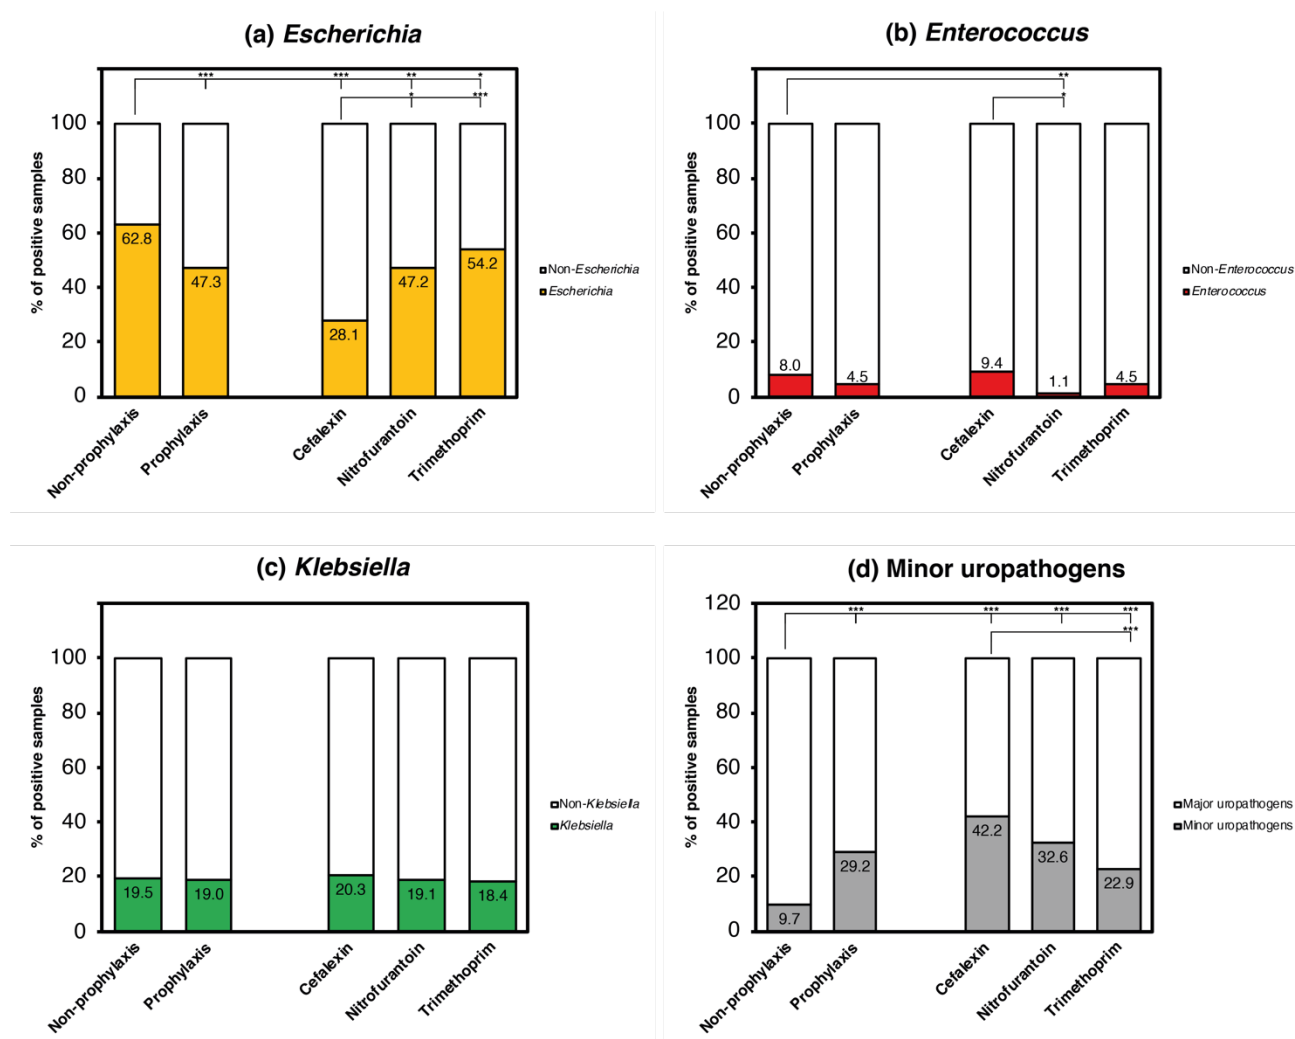 (a) Escherichia
*** *** ** *
* ***
100
80
60
40
20
0
% of positive samples
62.8
47.3
28.1
47.2
54.2
Non-prophylaxis
Prophylaxis
Cefalexin
Nitrofurantoin
Trimethoprim
Non-Escherichia
Escherichia
(b) Enterococcus
**
*
100
80
60
40
20
0
% of positive samples
8.0
4.5
9.4
1.1
4.5
Non-prophylaxis
Prophylaxis
Cefalexin
Nitrofurantoin
Trimethoprim
Non-Enterococcus
Enterococcus
(c) Klebsiella
100
80
60
40
20
0
% of positive samples
19.5
19.0
20.3
19.1
18.4
Non-prophylaxis
Prophylaxis
Cefalexin
Nitrofurantoin
Trimethoprim
Non-Klebsiella
Klebsiella
(d) Minor uropathogens
*** *** *** ***
***
120
100
80
60
40
20
0
% of positive samples
9.7
29.2
42.2
32.6
22.9
Non-prophylaxis
Prophylaxis
Cefalexin
Nitrofurantoin
Trimethoprim
Major uropathogens
Minor uropathogens